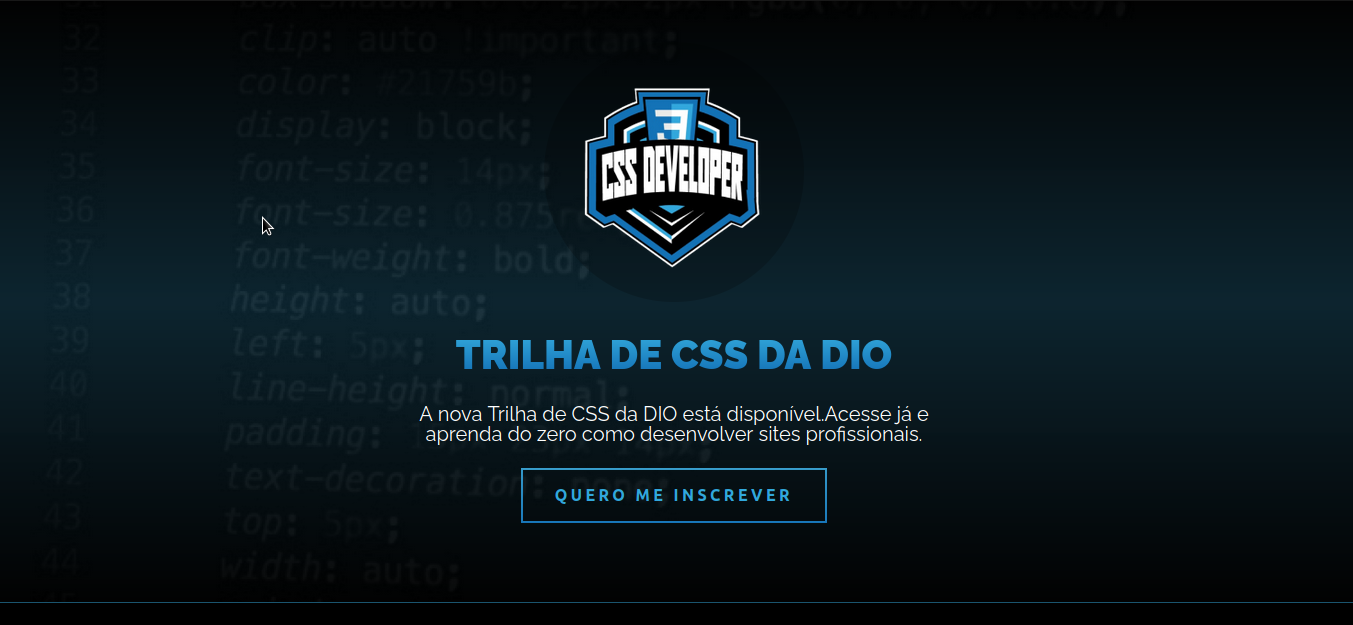 32 clip: auto !important;
33 color: #21759b;
34 display: block;
35 font-size: 14px;
36 font-size: 0.875
37 font-weight: bold;
38 height: auto;
39 left: 5px;
40 line-height: normal;
41 padding: 14px;
42 text-decoration: none;
43 top: 5px;
44 width: auto;
3
CSS DEVELOPER
TRILHA DE CSS DA DIO
A nova Trilha de CSS da DIO está disponível.Acesse já e
aprenda do zero como desenvolver sites profissionais.
QUERO ME INSCREVER